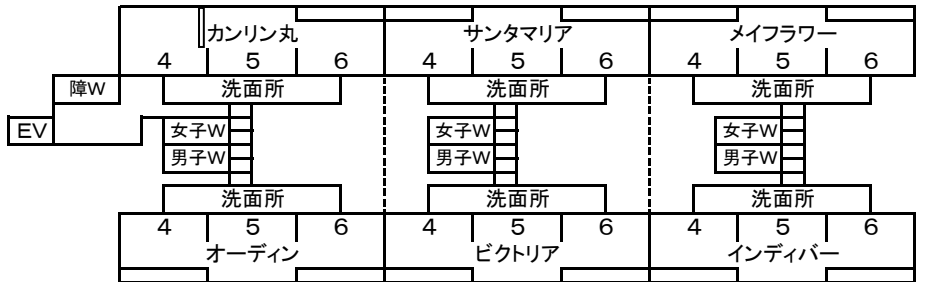 カンリン丸 サンタマリア メイフラワー
4 5 6 4 5 6 4 5 6
障W 洗面所 洗面所 洗面所
EV 女子W 女子W 女子W
男子W 男子W 男子W
洗面所 洗面所 洗面所
4 5 6 4 5 6 4 5 6
オーディン ビクトリア インディバー